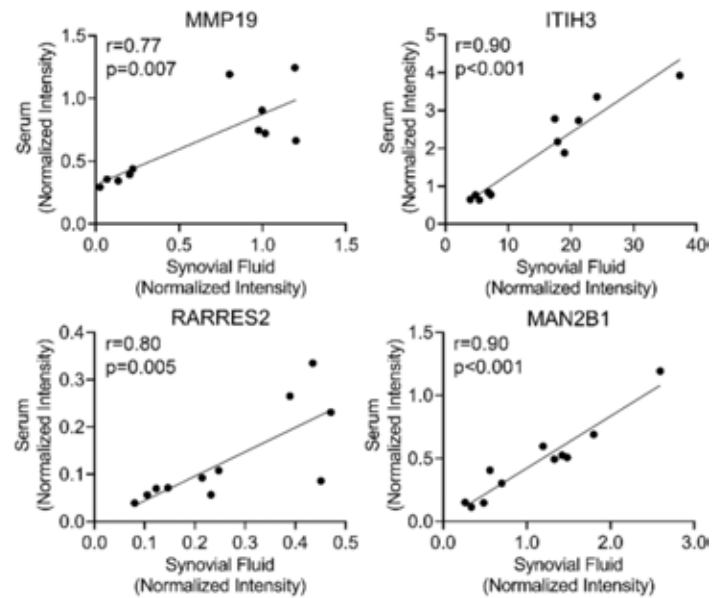 MMP19
r=0.77
p=0.007
Serum
(Normalized Intensity)
1.5
1.0
0.5
0.0
0.0 0.5 1.0 1.5
Synovial Fluid
(Normalized Intensity)
ITIH3
r=0.90
p<0.001
Serum
(Normalized Intensity)
5
4
3
2
1
0
0 10 20 30 40
Synovial Fluid
(Normalized Intensity)
RARRES2
r=0.80
p=0.005
Serum
(Normalized Intensity)
0.4
0.3
0.2
0.1
0.0
0.0 0.1 0.2 0.3 0.4 0.5
Synovial Fluid
(Normalized Intensity)
MAN2B1
r=0.90
p<0.001
Serum
(Normalized Intensity)
1.5
1.0
0.5
0.0
0.0 1.0 2.0 3.0
Synovial Fluid
(Normalized Intensity)